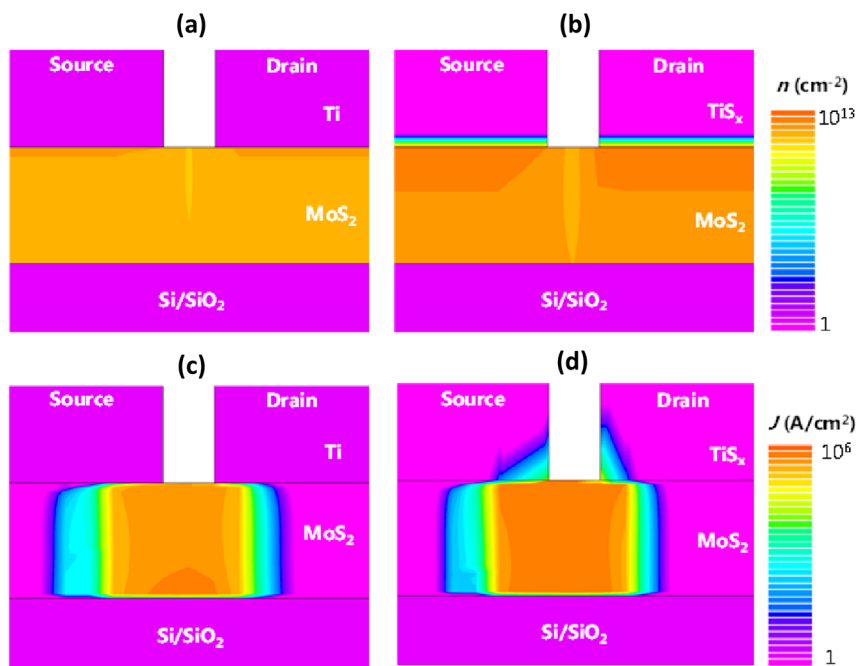 (a)
(b)
Source Drain
Source Drain
n (cm-2)
Ti
TiSx
10¹³
MoS₂
MoS₂
Si/SiO₂
Si/SiO₂
1
(c)
(d)
Source Drain
Source Drain
J (A/cm²)
Ti
TiSx
10⁶
MoS₂
MoS₂
Si/SiO₂
Si/SiO₂
1